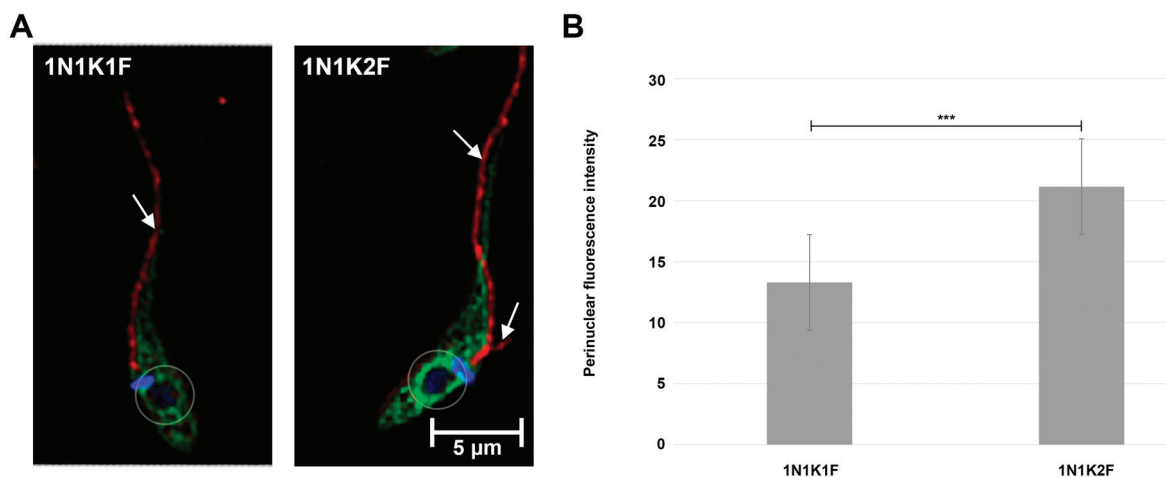 A
1N1K1F
1N1K2F
5 µm
B
Perinuclear fluorescence intensity
30
25
20
15
10
5
0
***
1N1K1F
1N1K2F